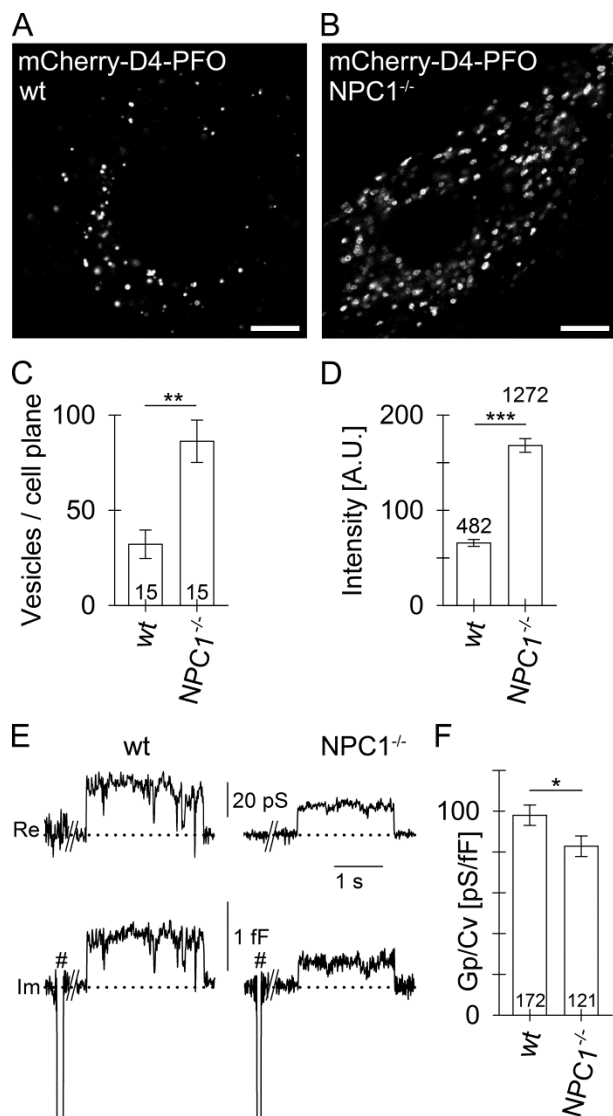 A
mCherry-D4-PFO
wt
B
mCherry-D4-PFO
NPC1-/-
C
**
100
50
0
Vesicles / cell plane
15
15
wt
NPC1-/-
D
1272
***
200
482
100
0
Intensity [A.U.]
wt
NPC1-/-
E
wt
NPC1-/-
Re
20 pS
1 s
1 fF
#
#
Im
F
*
100
0
Gp/Cv [pS/fF]
172
121
wt
NPC1-/-